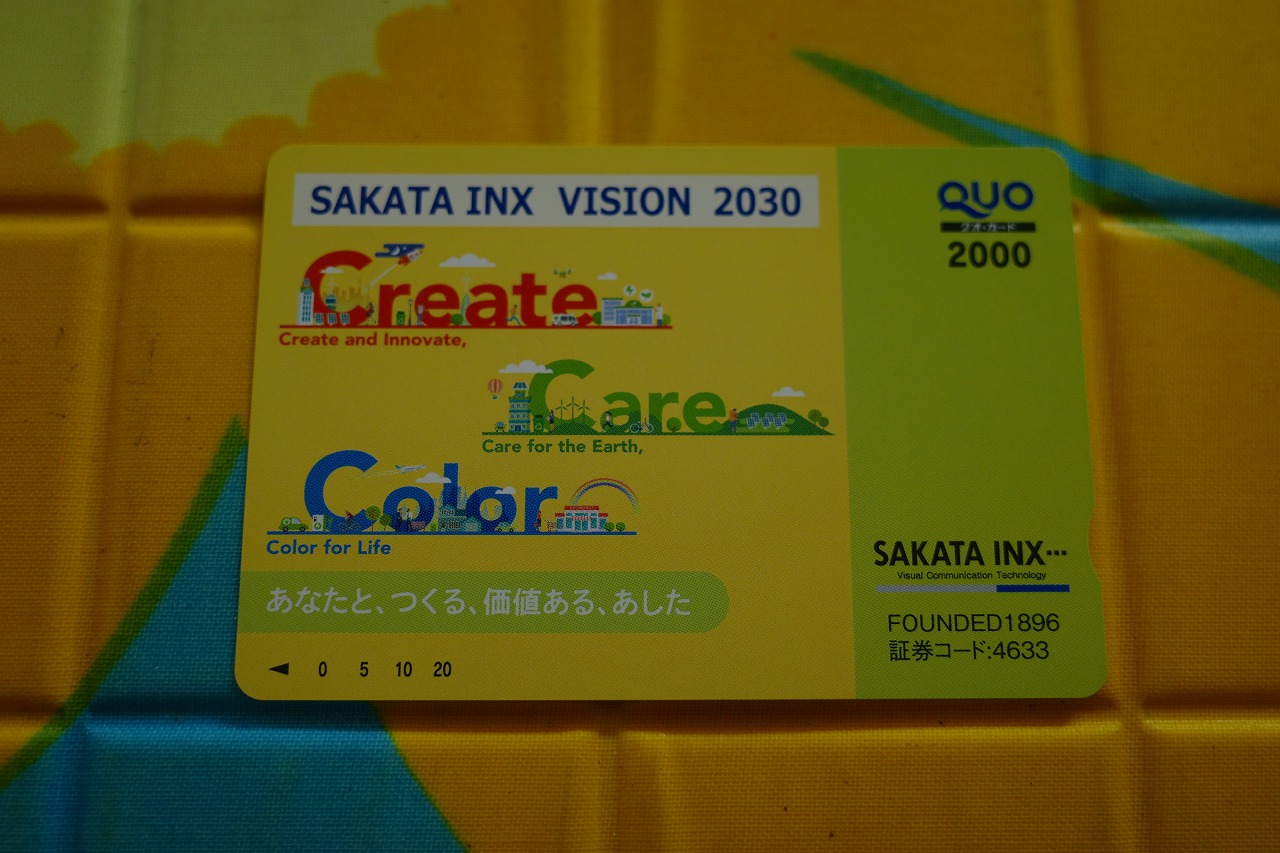 SAKATA INX VISION 2030
QUO
クオ・カード
2000
Create
Create and Innovate,
Care
Care for the Earth,
Color
Color for Life
あなたと、つくる、価値ある、あした
◀ 0 5 10 20
SAKATA INX
Visual Communication Technology
FOUNDED1896
証券コード:4633